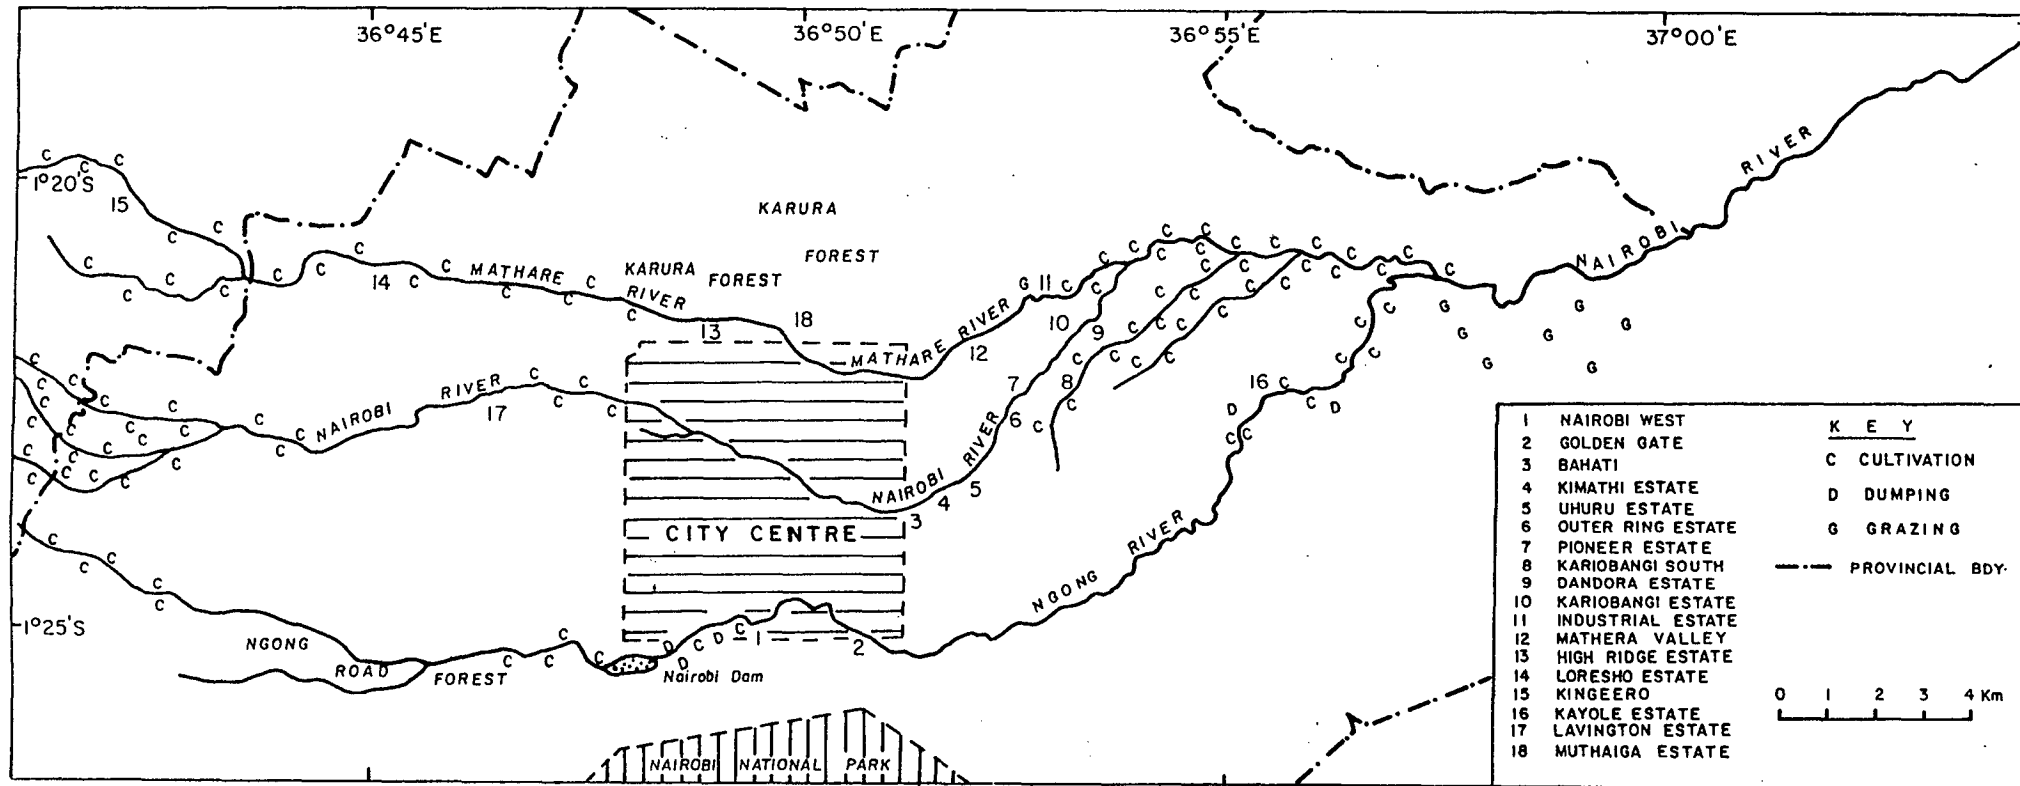 36°45'E 36°50'E 36°55'E 37°00'E
1°20'S
1°25'S
C C C C
15
C C C
C C C C C C C C
14
C
MATHARE
RIVER
C C C C C
KARURA
FOREST
KARURA
FOREST
13
18
MATHARE RIVER
12
G 11 C C C C C C C C C C C C C C C C C C
10
9
C C C C C C C C C C C C C C C
8
7
6
NAIROBI RIVER
G G G G G G G
C C C C C C C C C C C C C C C C C C C C
NAIROBI RIVER
17
C C C C
NAIROBI RIVER
3
4
5
CITY CENTRE
C C C C
NGONG
ROAD
FOREST
C C C C
Nairobi Dam
D D C D C
1
2
NGONG RIVER
C C D
16 C C D
C C C C
NAIROBI NATIONAL PARK
1 NAIROBI WEST
2 GOLDEN GATE
3 BAHATI
4 KIMATHI ESTATE
5 UHURU ESTATE
6 OUTER RING ESTATE
7 PIONEER ESTATE
8 KARIOBANGI SOUTH
9 DANDORA ESTATE
10 KARIOBANGI ESTATE
11 INDUSTRIAL ESTATE
12 MATHERA VALLEY
13 HIGH RIDGE ESTATE
14 LORESHO ESTATE
15 KINGEERO
16 KAYOLE ESTATE
17 LAVINGTON ESTATE
18 MUTHAIGA ESTATE
KEY
C CULTIVATION
D DUMPING
G GRAZING
PROVINCIAL BDY.
0 1 2 3 4 Km